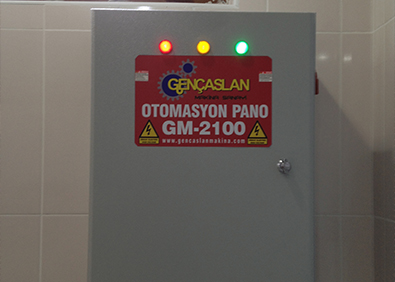 GENÇASLAN
OTOMASYON PANO
GM-2100
www.gencaslanmakina.com